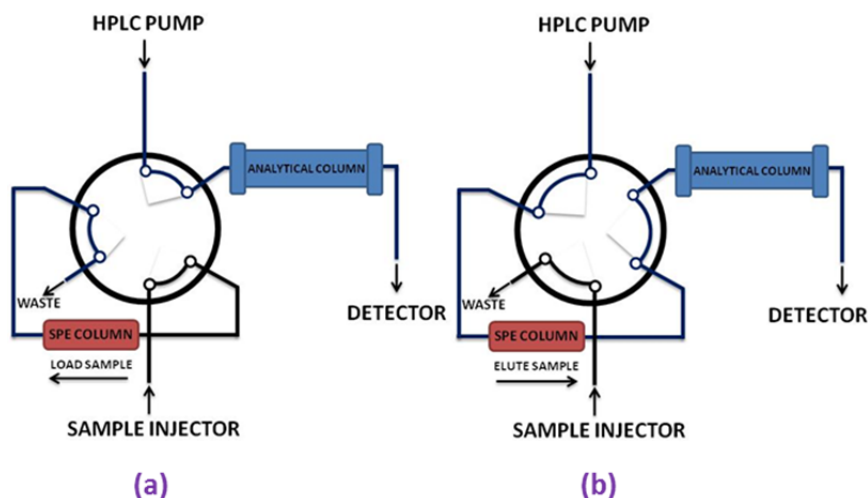 HPLC PUMP
ANALYTICAL COLUMN
WASTE
DETECTOR
SPE COLUMN
LOAD SAMPLE
SAMPLE INJECTOR
(a)
HPLC PUMP
ANALYTICAL COLUMN
WASTE
DETECTOR
SPE COLUMN
ELUTE SAMPLE
SAMPLE INJECTOR
(b)